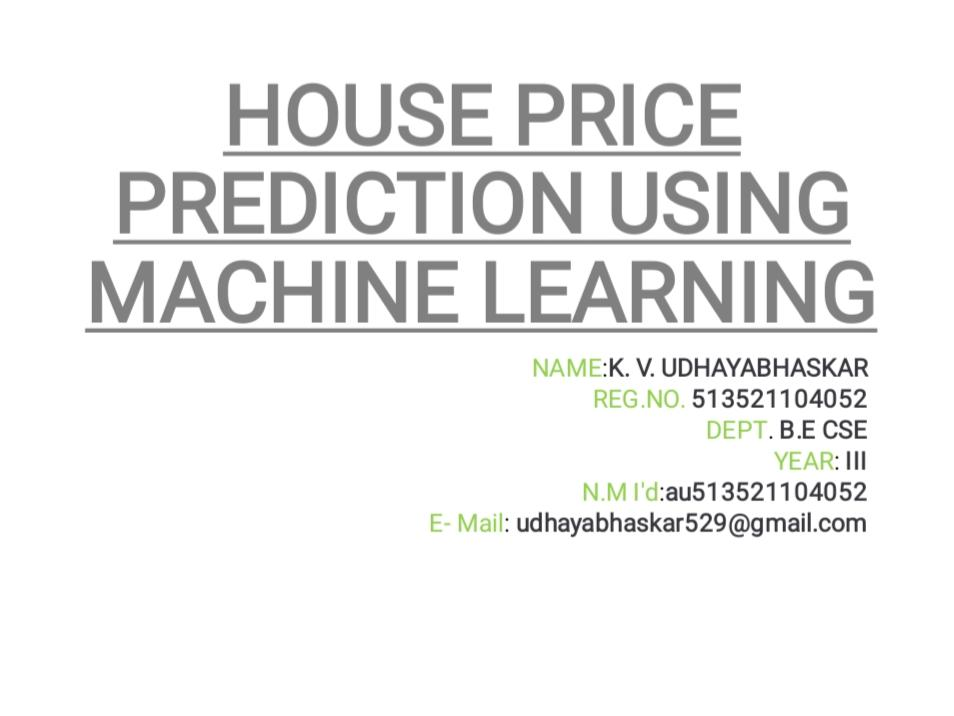 HOUSE PRICE
PREDICTION USING
MACHINE LEARNING
NAME:K. V. UDHAYABHASKAR
REG.NO. 513521104052
DEPT. B.E CSE
YEAR: III
N.M I'd:au513521104052
E- Mail: udhayabhaskar529@gmail.com